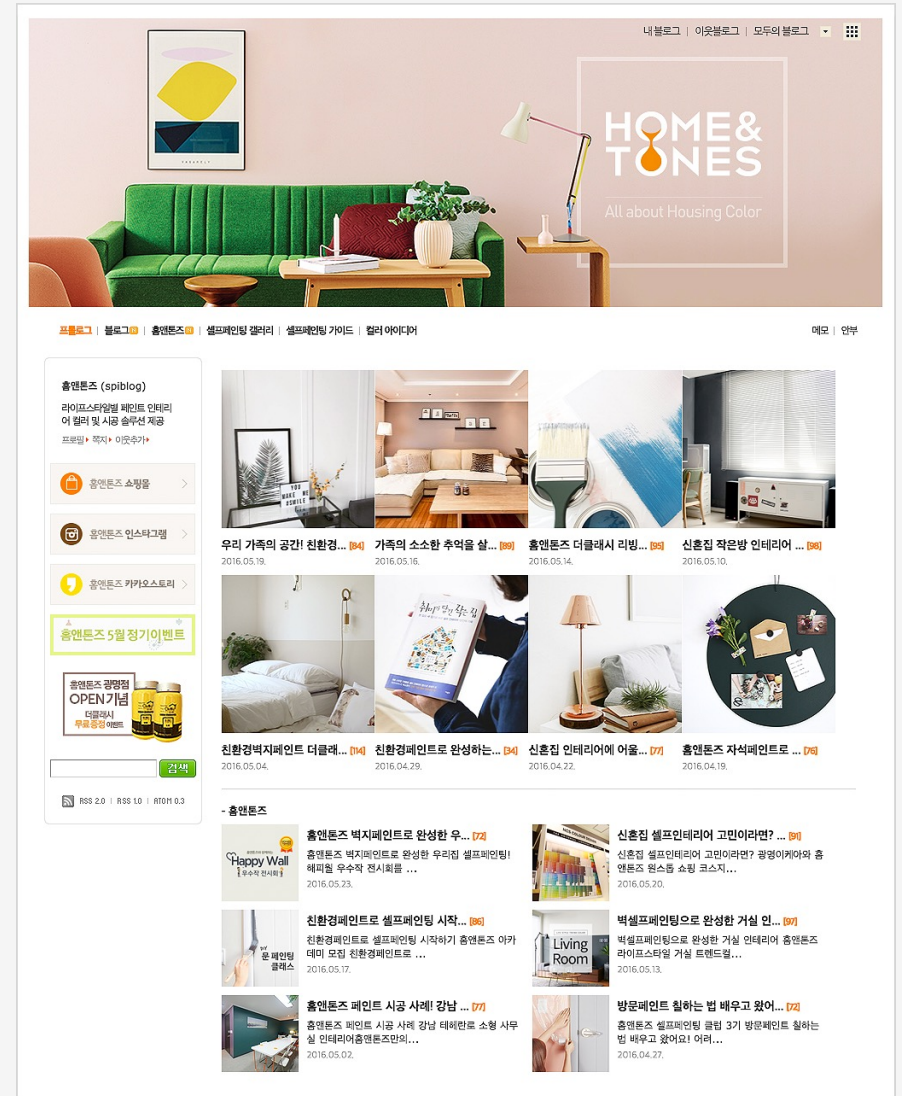 내 블로그 | 이웃블로그 | 모두의 블로그
HOME&
TONES
All about Housing Color
프롤로그 | 블로그 | 홈앤톤즈 | 셀프페인팅 갤러리 | 셀프페인팅 가이드 | 컬러 아이디어
메모 | 안부
홈앤톤즈 (spiblog)
라이프스타일별 페인트 인테리
어 컬러 및 시공 솔루션 제공
프로필 쪽지 이웃추가
홈앤톤즈 쇼핑몰
홈앤톤즈 인스타그램
홈앤톤즈 카카오스토리
홈앤톤즈 5월 정기이벤트
홈앤톤즈 광명점
OPEN 기념
더클래시
무료증정 이벤트
검색
RSS 2.0 | RSS 1.0 | ATOM 0.3
YOU
MAKE ME
#SMILE
우리 가족의 공간! 친환경... [84]
2016.05.19.
가족의 소소한 추억을 살... [89]
2016.05.16.
홈앤톤즈 더클래시 리빙... [95]
2016.05.14.
신혼집 작은방 인테리어 ... [98]
2016.05.10.
취미가 담긴 작은 집
친환경벽지페인트 더클래... [114]
2016.05.04.
친환경페인트로 완성하는... [34]
2016.04.29.
신혼집 인테리어에 어울... [77]
2016.04.22.
홈앤톤즈 자석페인트로 ... [76]
2016.04.19.
- 홈앤톤즈
Happy Wall
우수작 전시회
홈앤톤즈 벽지페인트로 완성한 우... [72]
홈앤톤즈 벽지페인트로 완성한 우리집 셀프페인팅!
해피월 우수작 전시회를 ...
2016.05.23.
신혼집 셀프인테리어 고민이라면? ... [91]
신혼집 셀프인테리어 고민이라면? 광명이케아와 홈
앤톤즈 원스톱 쇼핑 코스지...
2016.05.20.
문 페인팅
클래스
친환경페인트로 셀프페인팅 시작... [86]
친환경페인트로 셀프페인팅 시작하기 홈앤톤즈 아카
데미 모집 친환경페인트로 ...
2016.05.17.
Living
Room
벽셀프페인팅으로 완성한 거실 인... [97]
벽셀프페인팅으로 완성한 거실 인테리어 홈앤톤즈
라이프스타일 거실 트렌드컬...
2016.05.13.
홈앤톤즈 페인트 시공 사례! 강남 ... [77]
홈앤톤즈 페인트 시공 사례 강남 테헤란로 소형 사무
실 인테리어홈앤톤즈만의...
2016.05.02.
방문페인트 칠하는 법 배우고 왔어... [72]
홈앤톤즈 셀프페인팅 클럽 3기 방문페인트 칠하는
법 배우고 왔어요! 어려...
2016.04.27.